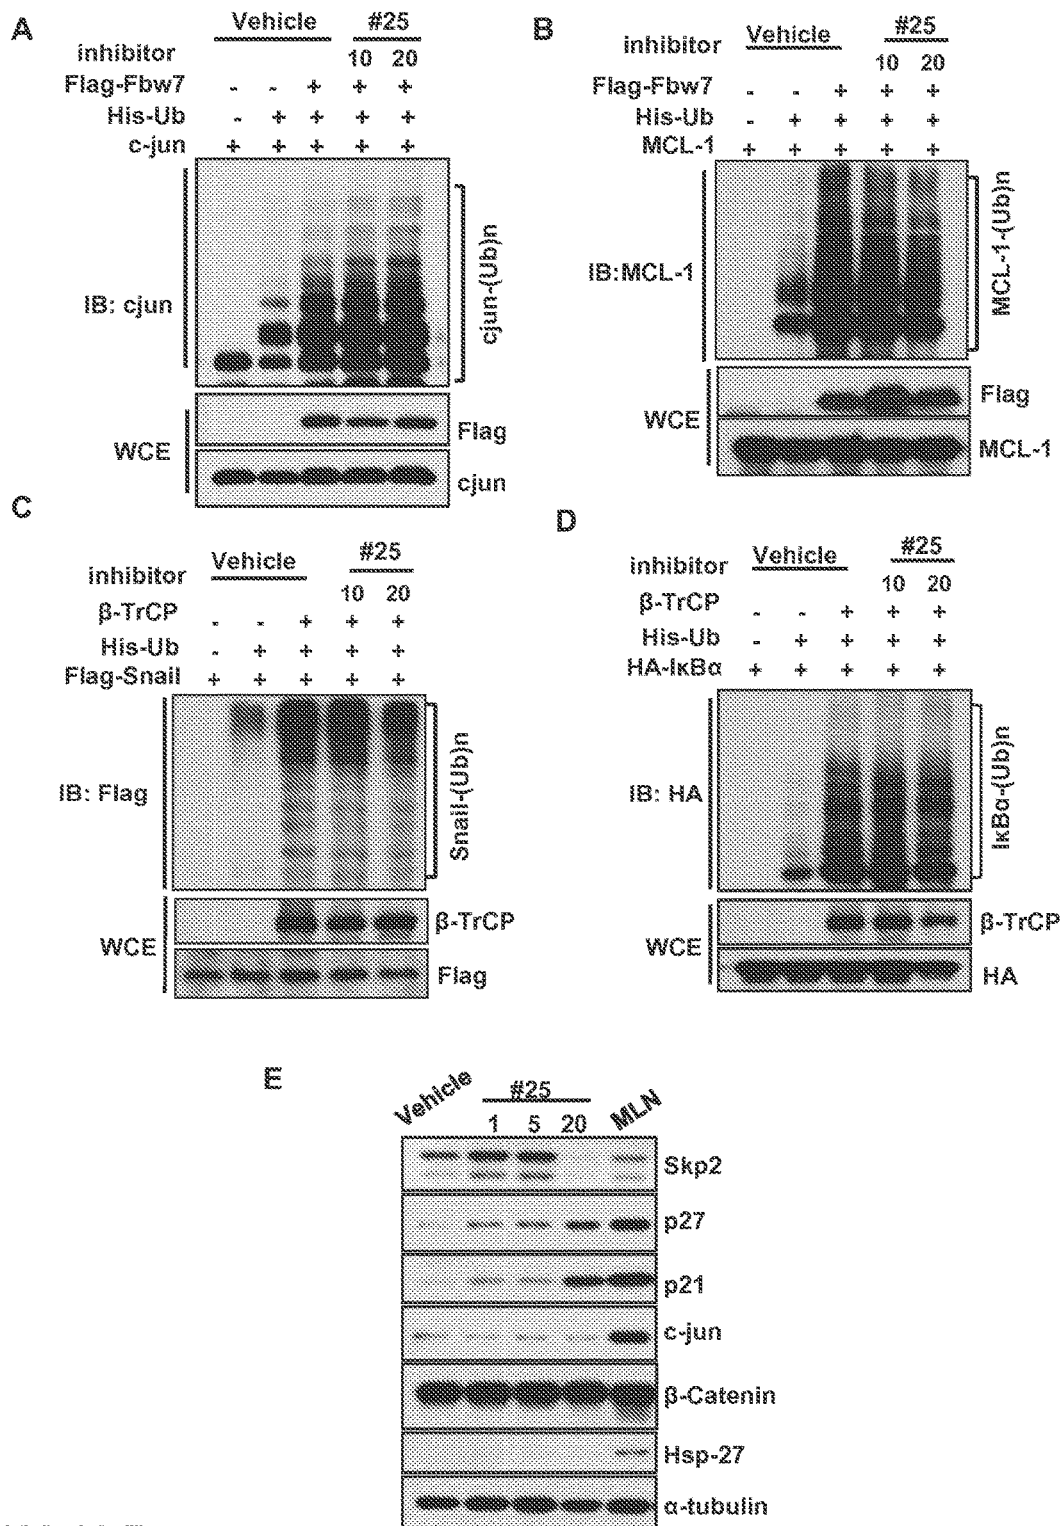 A
Vehicle #25
inhibitor 10 20
Flag-Fbw7 - - + + +
His-Ub - + + + +
c-jun + + + + +
IB: cjun
cjun-(Ub)n
WCE
Flag
cjun
B
Vehicle #25
inhibitor 10 20
Flag-Fbw7 - - + + +
His-Ub - + + + +
MCL-1 + + + + +
IB:MCL-1
MCL-1-(Ub)n
WCE
Flag
MCL-1
C
Vehicle #25
inhibitor 10 20
β-TrCP - - + + +
His-Ub - + + + +
Flag-Snail + + + + +
IB: Flag
Snail-(Ub)n
WCE
β-TrCP
Flag
D
Vehicle #25
inhibitor 10 20
β-TrCP - - + + +
His-Ub - + + + +
HA-IκBα + + + + +
IB: HA
IκBα-(Ub)n
WCE
β-TrCP
HA
E
Vehicle #25 MLN
1 5 20
Skp2
p27
p21
c-jun
β-Catenin
Hsp-27
α-tubulin